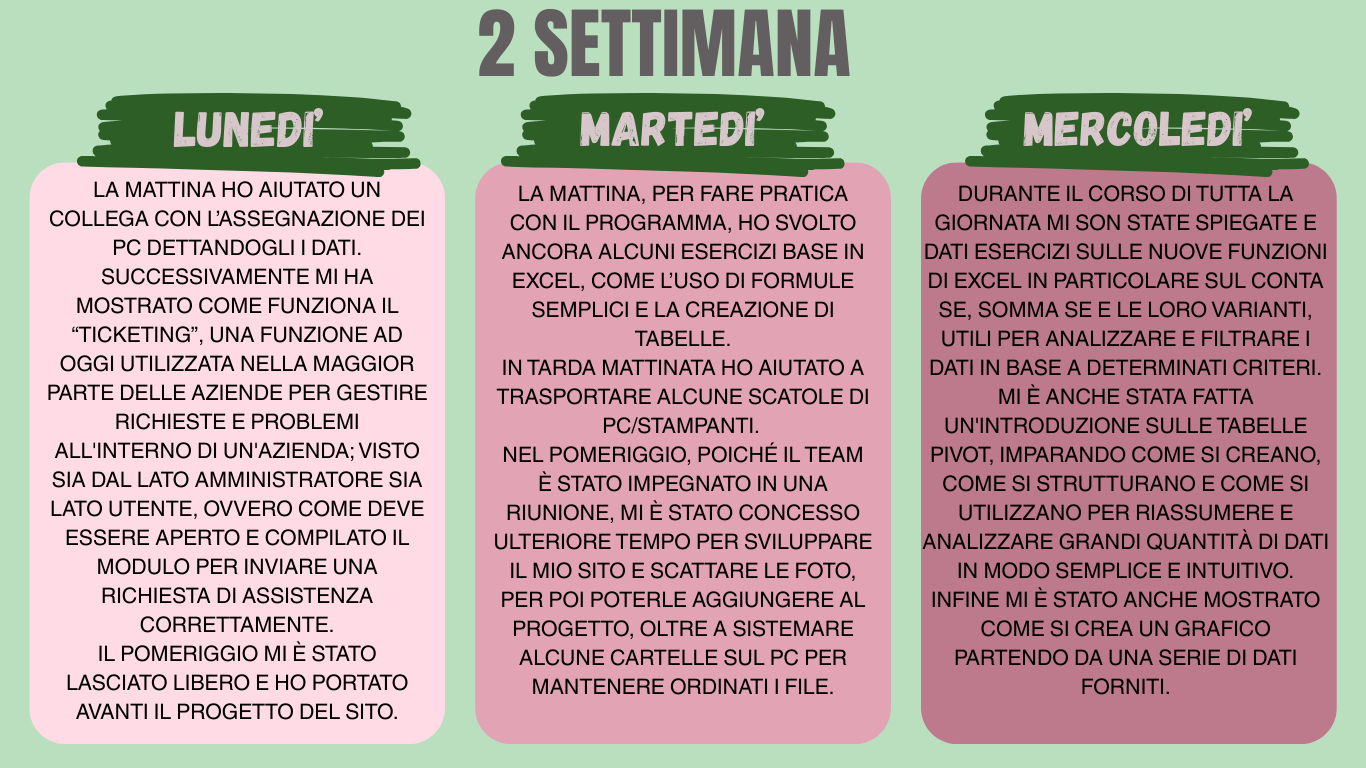 2 SETTIMANA
LUNEDI’
LA MATTINA HO AIUTATO UN
COLLEGA CON L’ASSEGNAZIONE DEI
PC DETTANDOGLI I DATI.
SUCCESSIVAMENTE MI HA
MOSTRATO COME FUNZIONA IL
“TICKETING”, UNA FUNZIONE AD
OGGI UTILIZZATA NELLA MAGGIOR
PARTE DELLE AZIENDE PER GESTIRE
RICHIESTE E PROBLEMI
ALL'INTERNO DI UN'AZIENDA; VISTO
SIA DAL LATO AMMINISTRATORE SIA
LATO UTENTE, OVVERO COME DEVE
ESSERE APERTO E COMPILATO IL
MODULO PER INVIARE UNA
RICHIESTA DI ASSISTENZA
CORRETTAMENTE.
IL POMERIGGIO MI È STATO
LASCIATO LIBERO E HO PORTATO
AVANTI IL PROGETTO DEL SITO.
MARTEDI’
LA MATTINA, PER FARE PRATICA
CON IL PROGRAMMA, HO SVOLTO
ANCORA ALCUNI ESERCIZI BASE IN
EXCEL, COME L’USO DI FORMULE
SEMPLICI E LA CREAZIONE DI
TABELLE.
IN TARDA MATTINATA HO AIUTATO A
TRASPORTARE ALCUNE SCATOLE DI
PC/STAMPANTI.
NEL POMERIGGIO, POICHÉ IL TEAM
È STATO IMPEGNATO IN UNA
RIUNIONE, MI È STATO CONCESSO
ULTERIORE TEMPO PER SVILUPPARE
IL MIO SITO E SCATTARE LE FOTO,
PER POI POTERLE AGGIUNGERE AL
PROGETTO, OLTRE A SISTEMARE
ALCUNE CARTELLE SUL PC PER
MANTENERE ORDINATI I FILE.
MERCOLEDI’
DURANTE IL CORSO DI TUTTA LA
GIORNATA MI SON STATE SPIEGATE E
DATI ESERCIZI SULLE NUOVE FUNZIONI
DI EXCEL IN PARTICOLARE SUL CONTA
SE, SOMMA SE E LE LORO VARIANTI,
UTILI PER ANALIZZARE E FILTRARE I
DATI IN BASE A DETERMINATI CRITERI.
MI È ANCHE STATA FATTA
UN'INTRODUZIONE SULLE TABELLE
PIVOT, IMPARANDO COME SI CREANO,
COME SI STRUTTURANO E COME SI
UTILIZZANO PER RIASSUMERE E
ANALIZZARE GRANDI QUANTITÀ DI DATI
IN MODO SEMPLICE E INTUITIVO.
INFINE MI È STATO ANCHE MOSTRATO
COME SI CREA UN GRAFICO
PARTENDO DA UNA SERIE DI DATI
FORNITI.